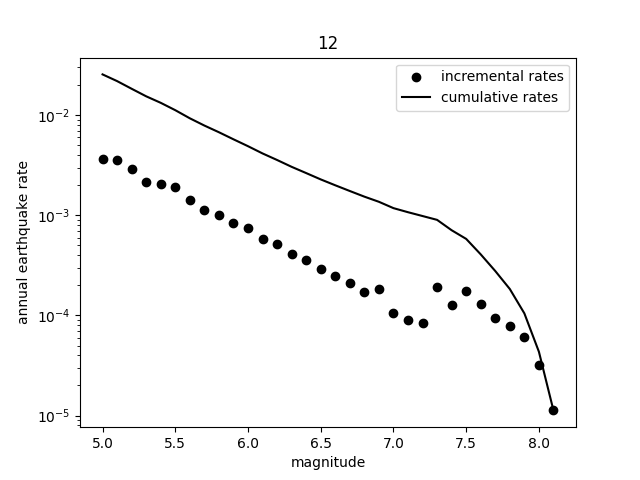 12
incremental rates
cumulative rates
annual earthquake rate
10⁻²
10⁻³
10⁻⁴
10⁻⁵
5.0 5.5 6.0 6.5 7.0 7.5 8.0
magnitude